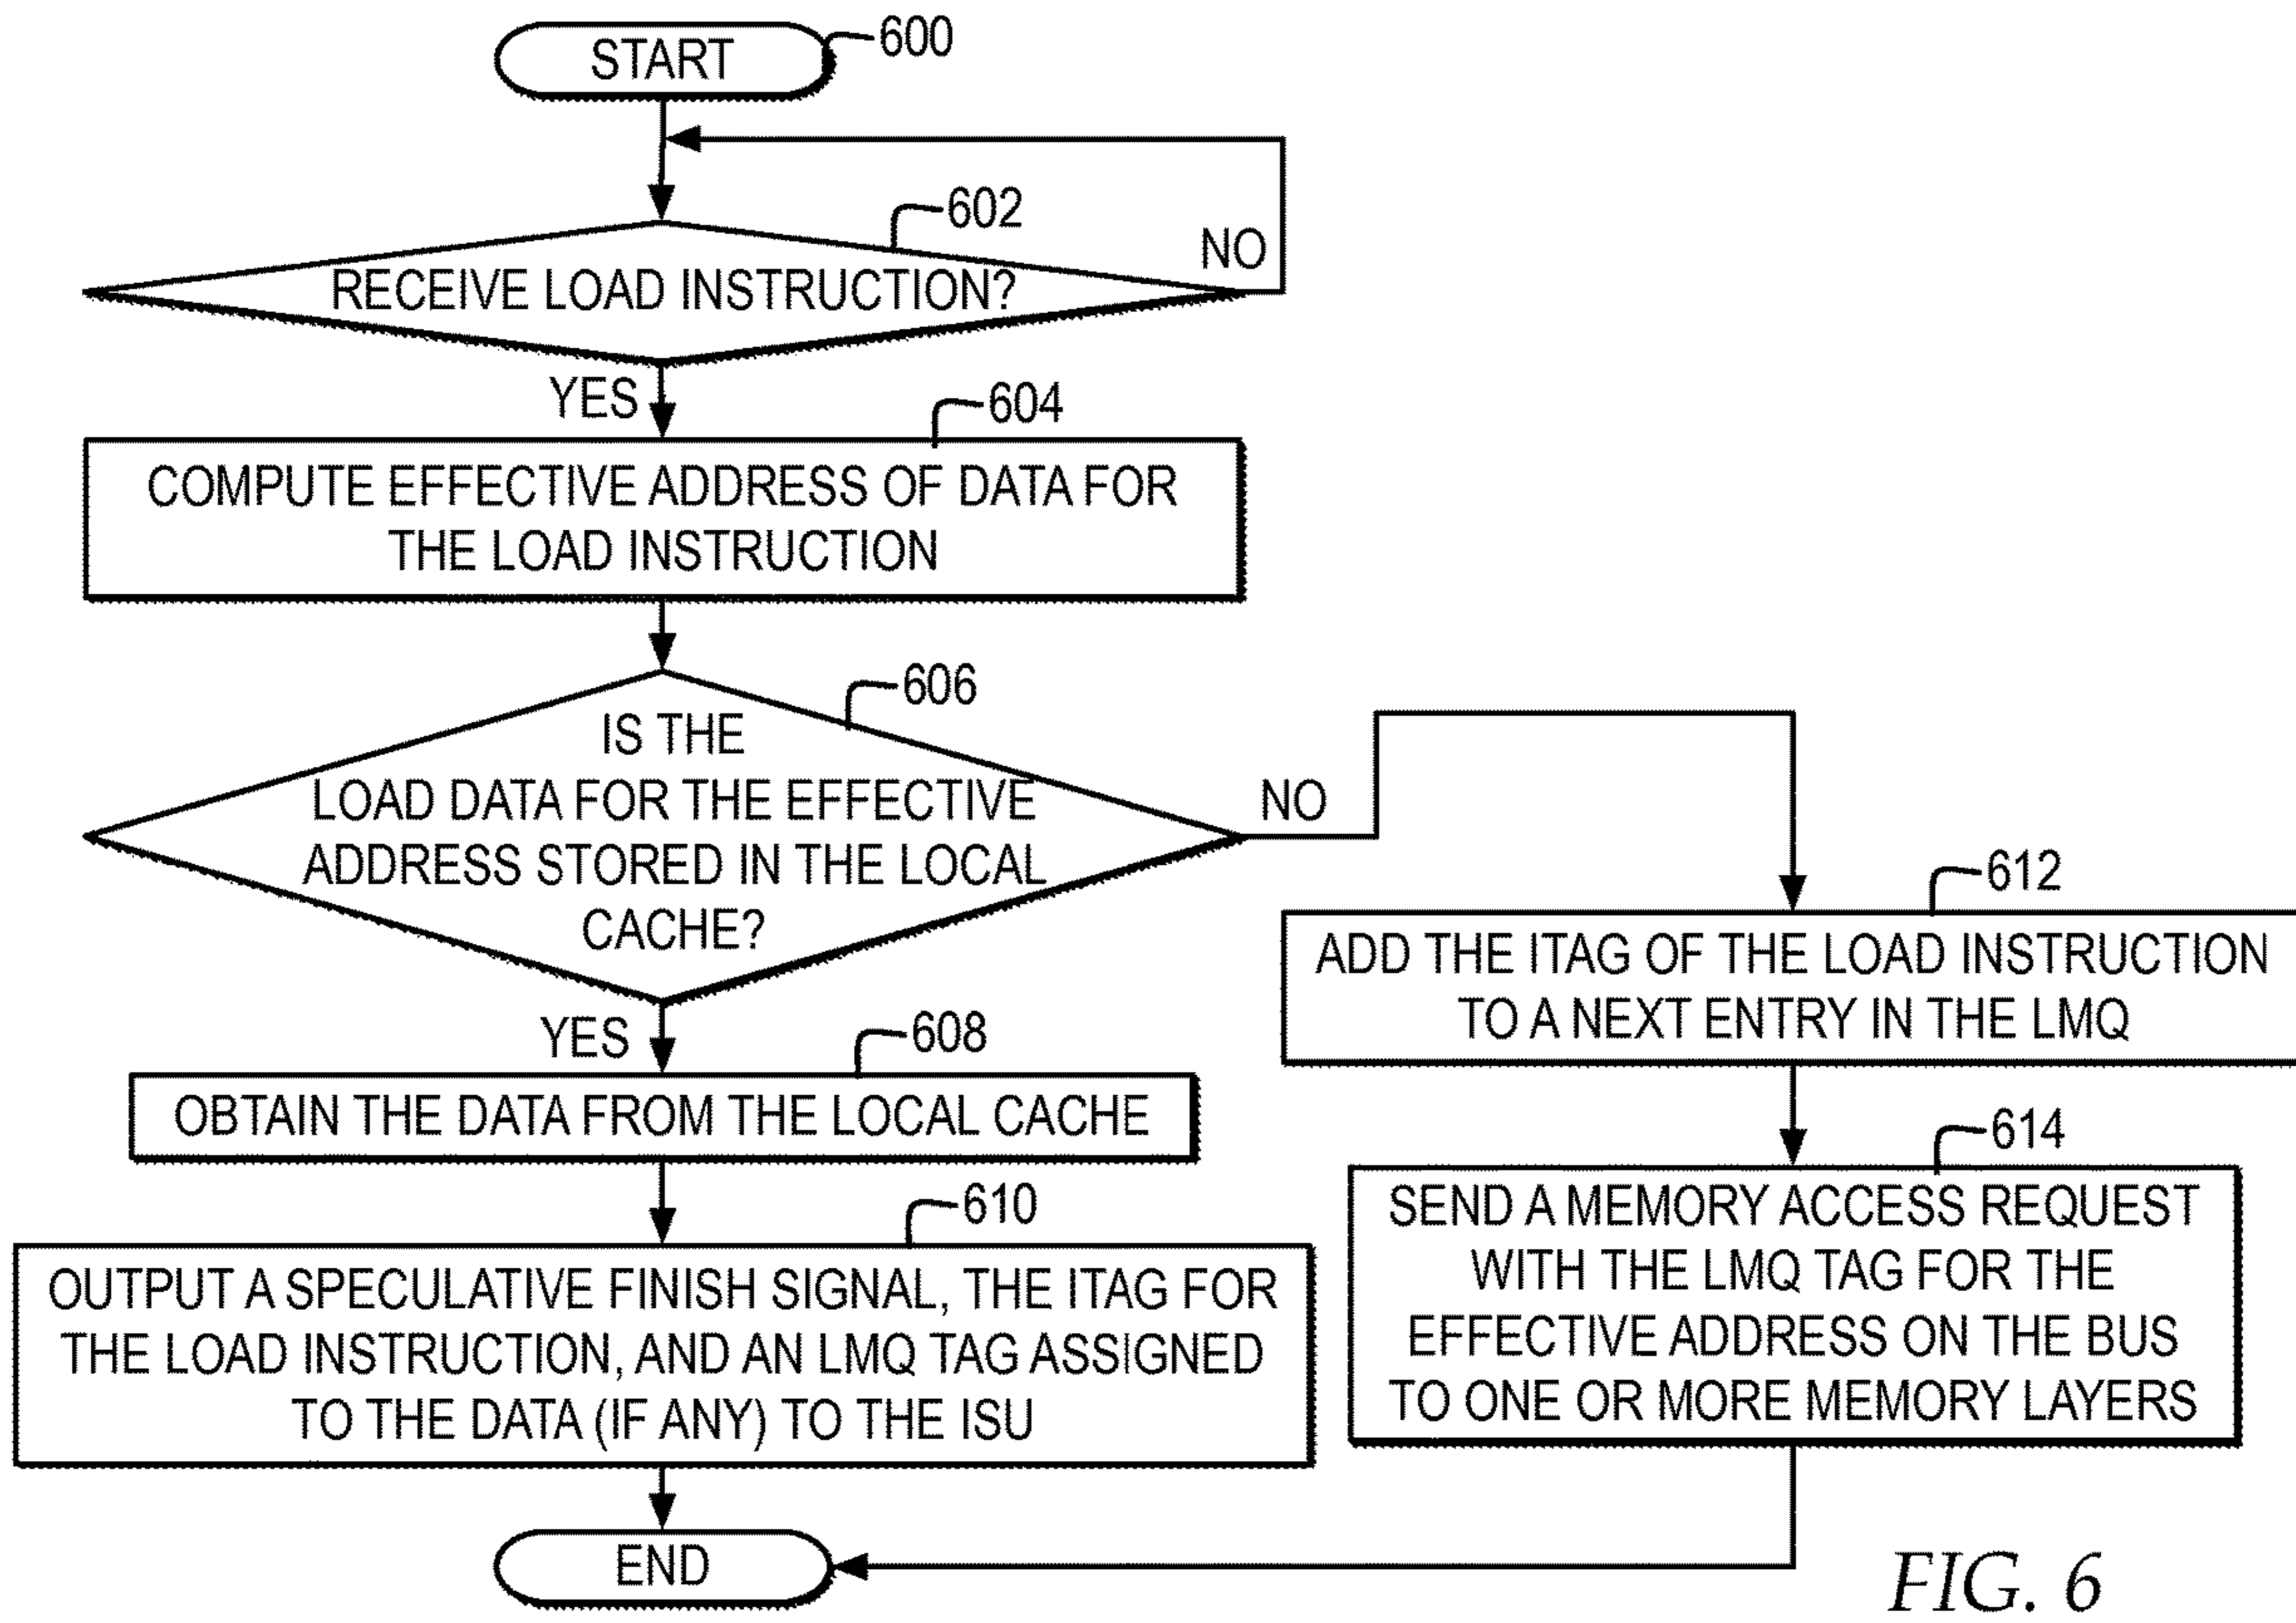 START
600
602
RECEIVE LOAD INSTRUCTION?
NO
YES
604
COMPUTE EFFECTIVE ADDRESS OF DATA FOR
THE LOAD INSTRUCTION
606
IS THE
LOAD DATA FOR THE EFFECTIVE
ADDRESS STORED IN THE LOCAL
CACHE?
NO
YES
608
OBTAIN THE DATA FROM THE LOCAL CACHE
610
OUTPUT A SPECULATIVE FINISH SIGNAL, THE ITAG FOR
THE LOAD INSTRUCTION, AND AN LMQ TAG ASSIGNED
TO THE DATA (IF ANY) TO THE ISU
612
ADD THE ITAG OF THE LOAD INSTRUCTION
TO A NEXT ENTRY IN THE LMQ
614
SEND A MEMORY ACCESS REQUEST
WITH THE LMQ TAG FOR THE
EFFECTIVE ADDRESS ON THE BUS
TO ONE OR MORE MEMORY LAYERS
END
FIG. 6